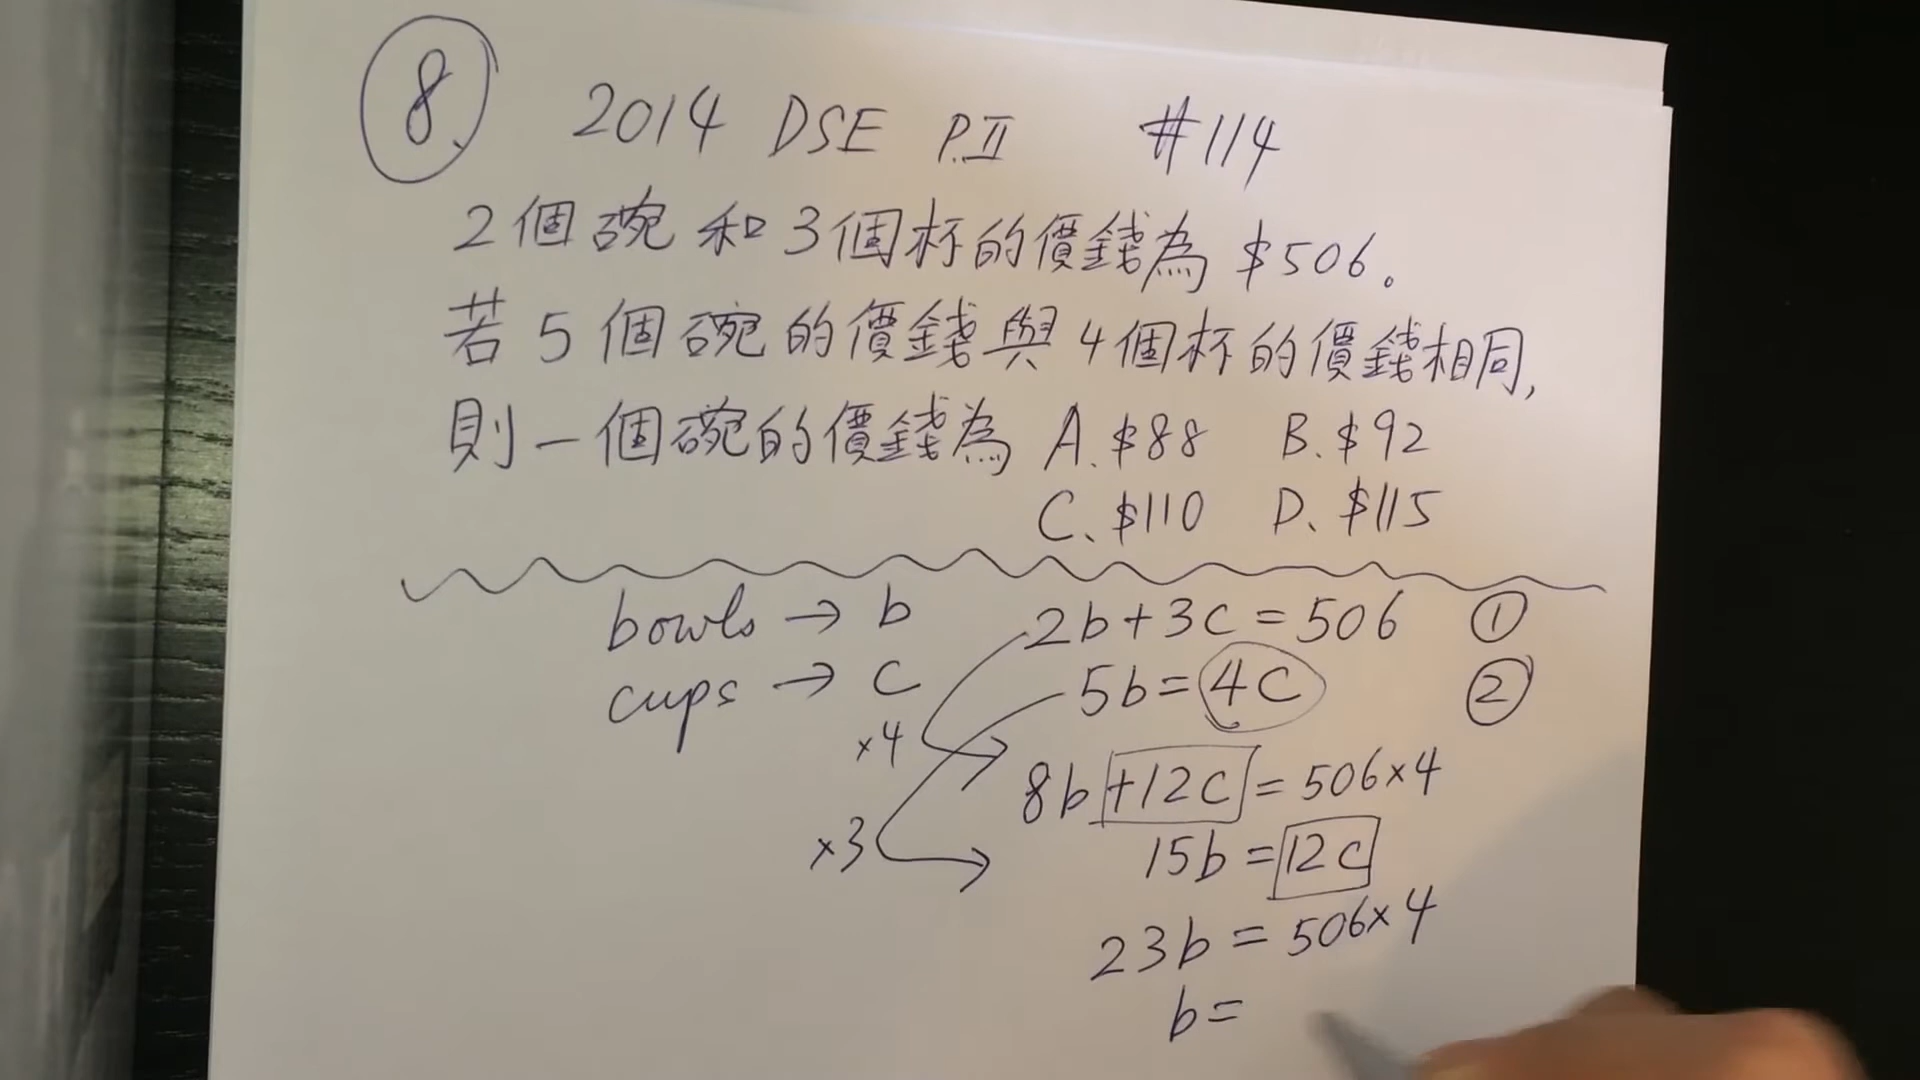 8. 2014 DSE P.II #114
2個碗和3個杯的價錢為$506。
若5個碗的價錢與4個杯的價錢相同,
則一個碗的價錢為 A.$88 B.$92
C、$110 D、$115
bowls → b 2b+3c=506 ①
cups → c 5b=4c ②
×4 8b+12c=506×4
×3 15b=12c
23b=506×4
b=